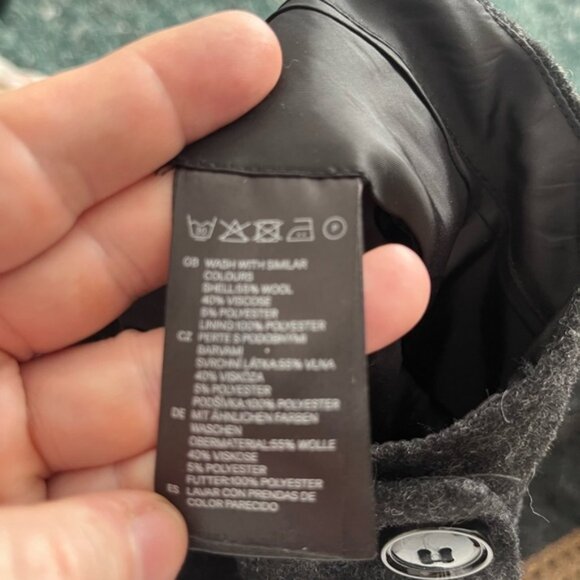 30
P
GB WASH WITH SIMILAR
COLOURS
SHELL:55% WOOL
40% VISCOSE
5% POLYESTER
LINING:100% POLYESTER
CZ PERTE S PODOBNÝMI
BARVAMI
SVRCHNÍ LÁTKA:55% VLNA
40% VISKÓZA
5% POLYESTER
PODŠÍVKA:100% POLYESTER
DE MIT ÄHNLICHEN FARBEN
WASCHEN
OBERMATERIAL:55% WOLLE
40% VISKOSE
5% POLYESTER
FUTTER:100% POLYESTER
ES LAVAR CON PRENDAS DE
COLOR PARECIDO